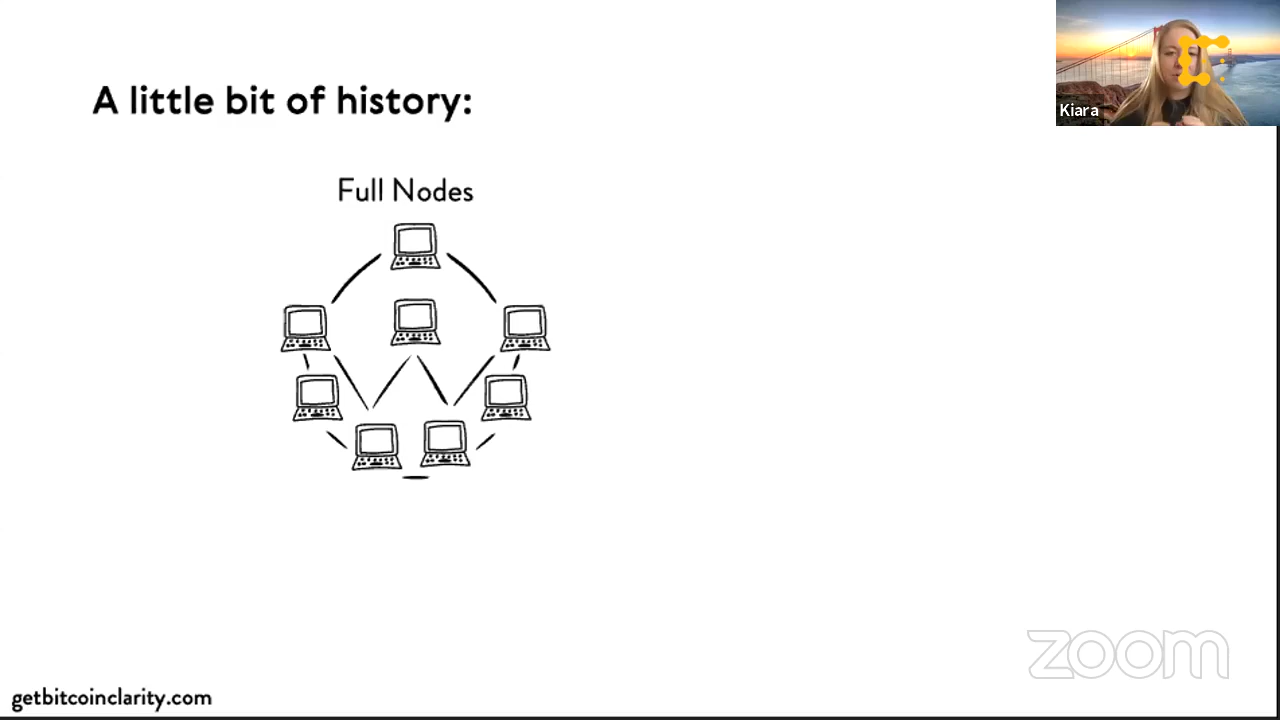 A little bit of history:
Kiara
Full Nodes
zoom
getbitcoinclarity.com